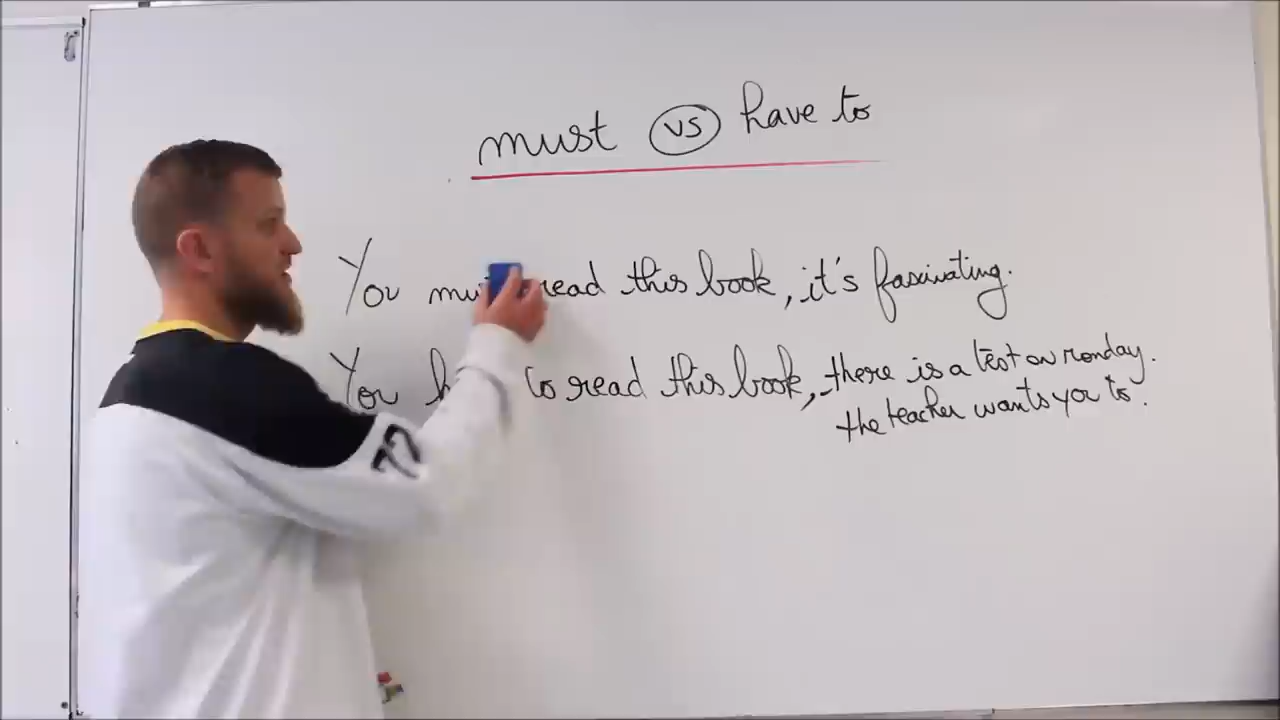 must vs have to
You read this book, it's fascinating.
You to read this book, there is a test on monday.
the teacher wants you to.
77